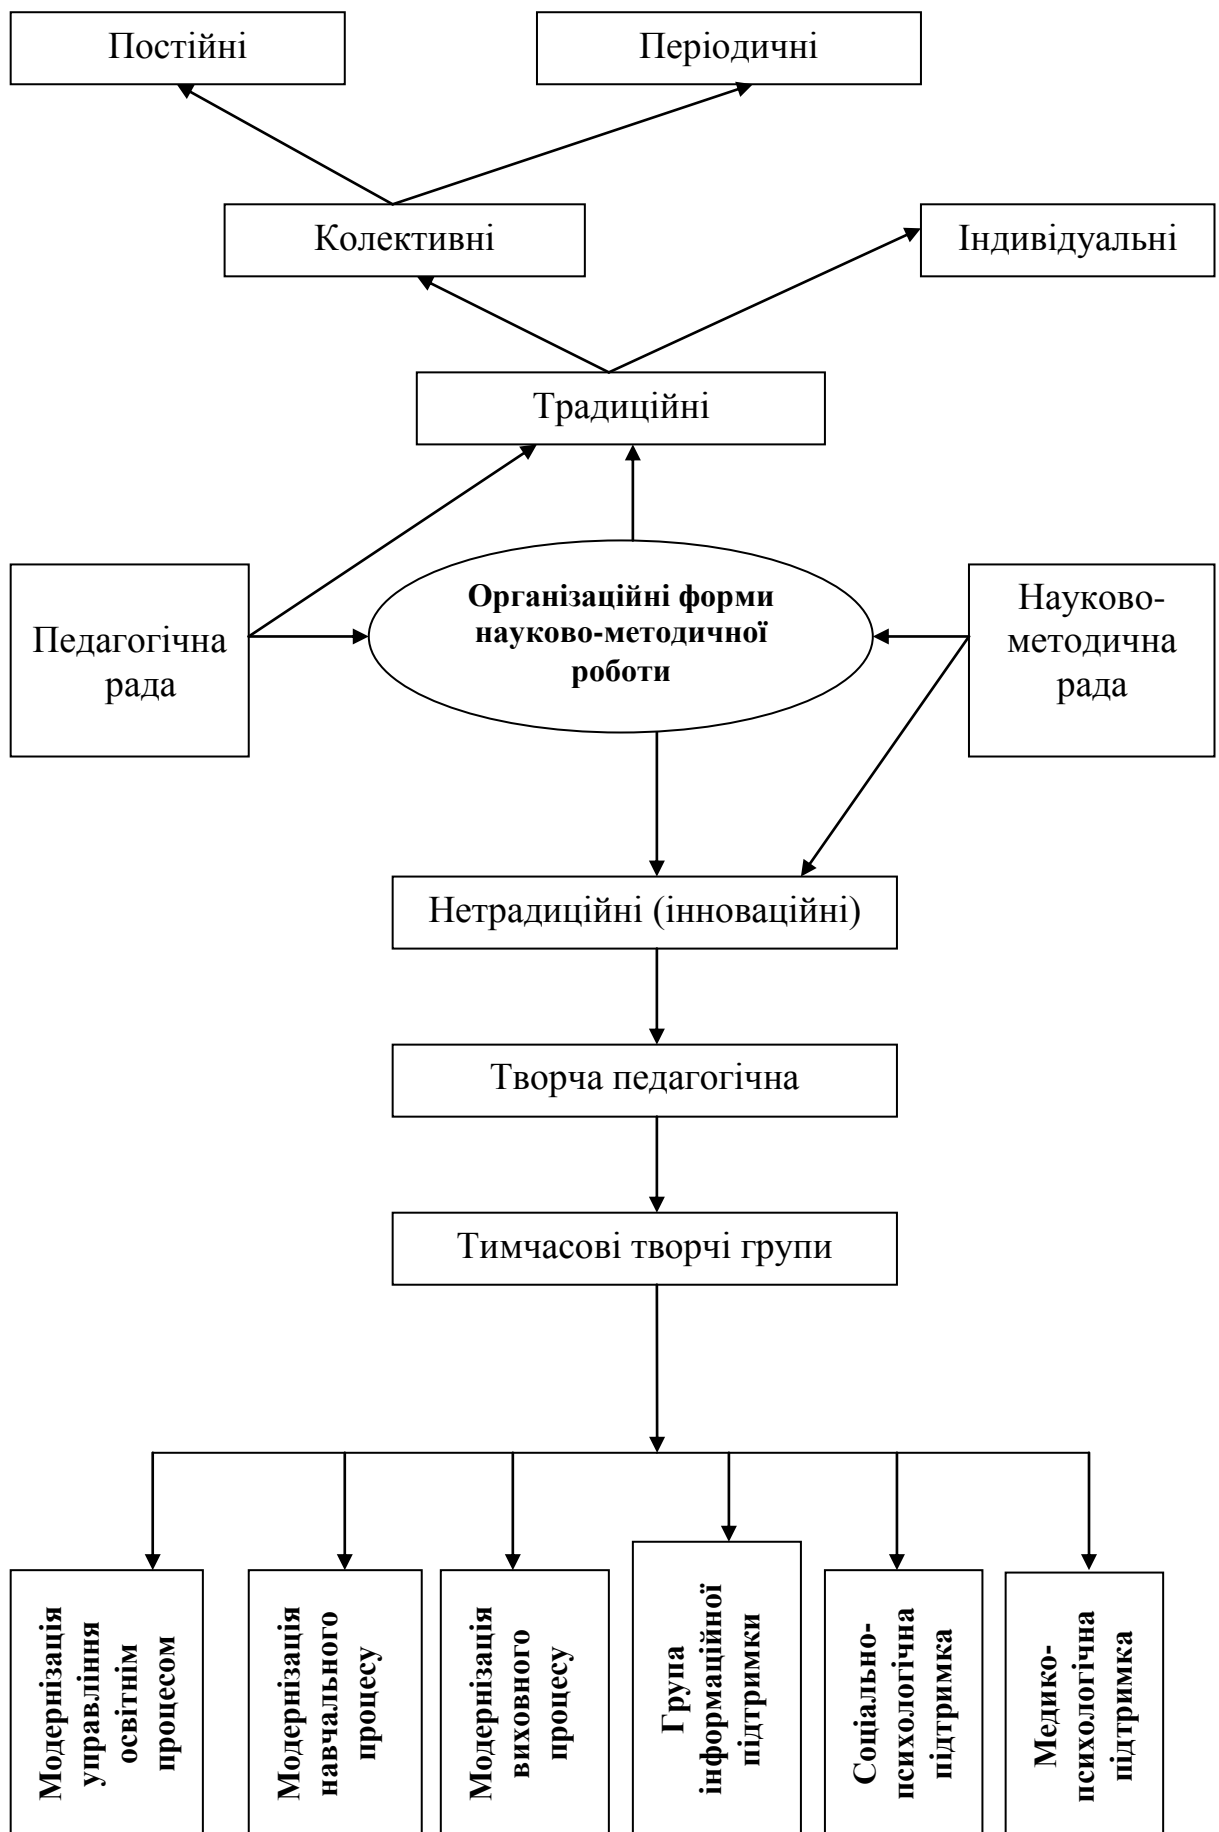 Постійні
Періодичні
Колективні
Індивідуальні
Традиційні
Педагогічна
рада
Організаційні форми
науково-методичної
роботи
Науково-
методична
рада
Нетрадиційні (інноваційні)
Творча педагогічна
Тимчасові творчі групи
Модернізація
управління
освітнім
процесом
Модернізація
навчального
процесу
Модернізація
виховного
процесу
Група
інформаційної
підтримки
Соціально-
психологічна
підтримка
Медико-
психологічна
підтримка